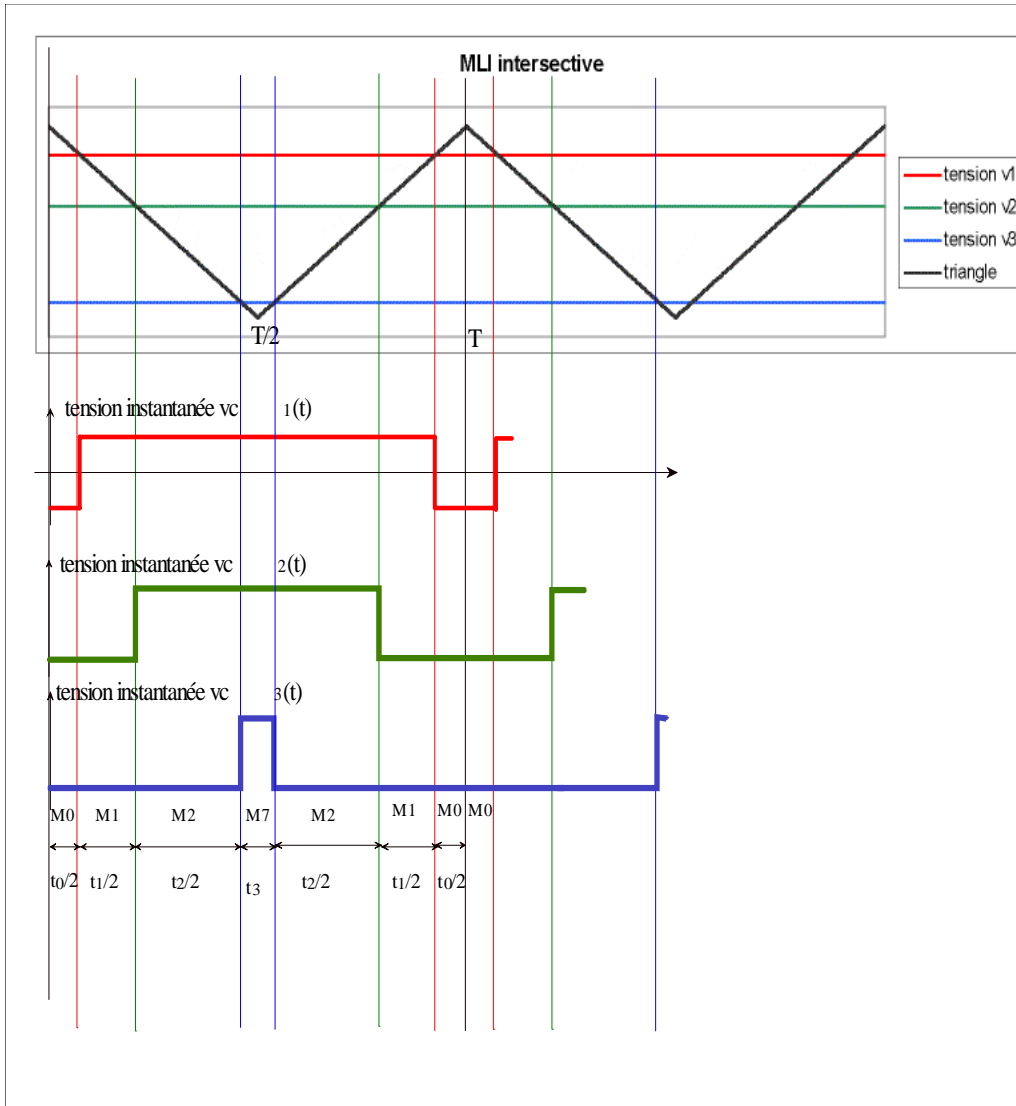 MLI intersective
tension v1
tension v2
tension v3
triangle
T/2
T
tension instantanée vc 1(t)
tension instantanée vc 2(t)
tension instantanée vc 3(t)
M0 M1 M2 M7 M2 M1 M0 M0
t0/2 t1/2 t2/2 t3 t2/2 t1/2 t0/2